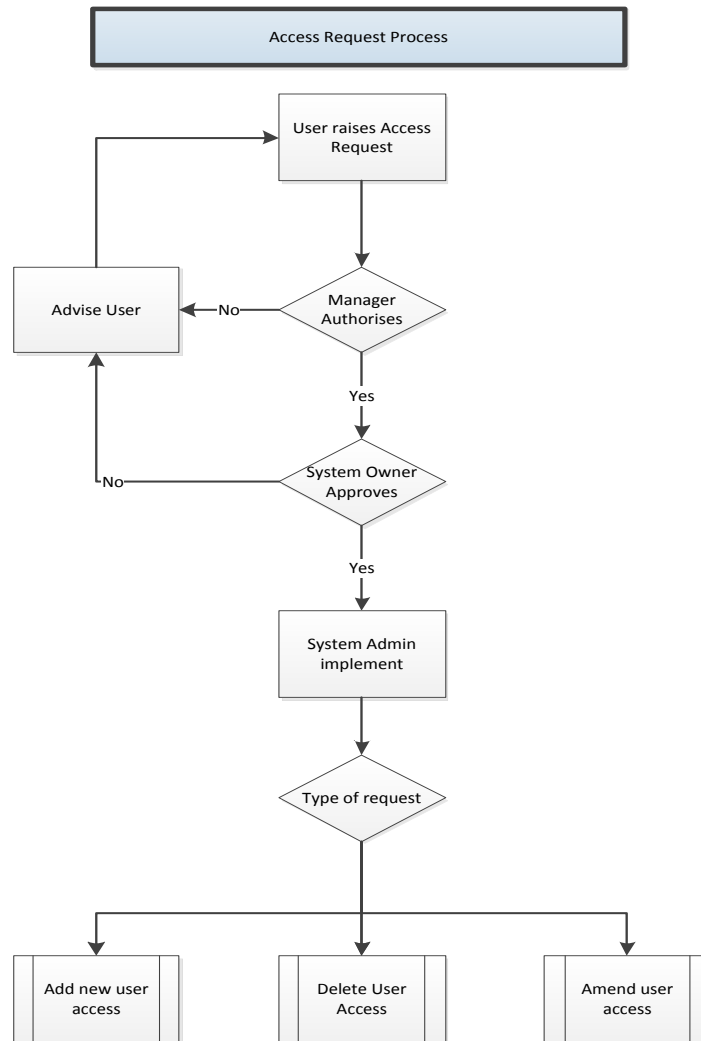 Access Request Process
User raises Access
Request
Advise User
No
Manager
Authorises
Yes
No
System Owner
Approves
Yes
System Admin
implement
Type of request
Add new user
access
Delete User
Access
Amend user
access